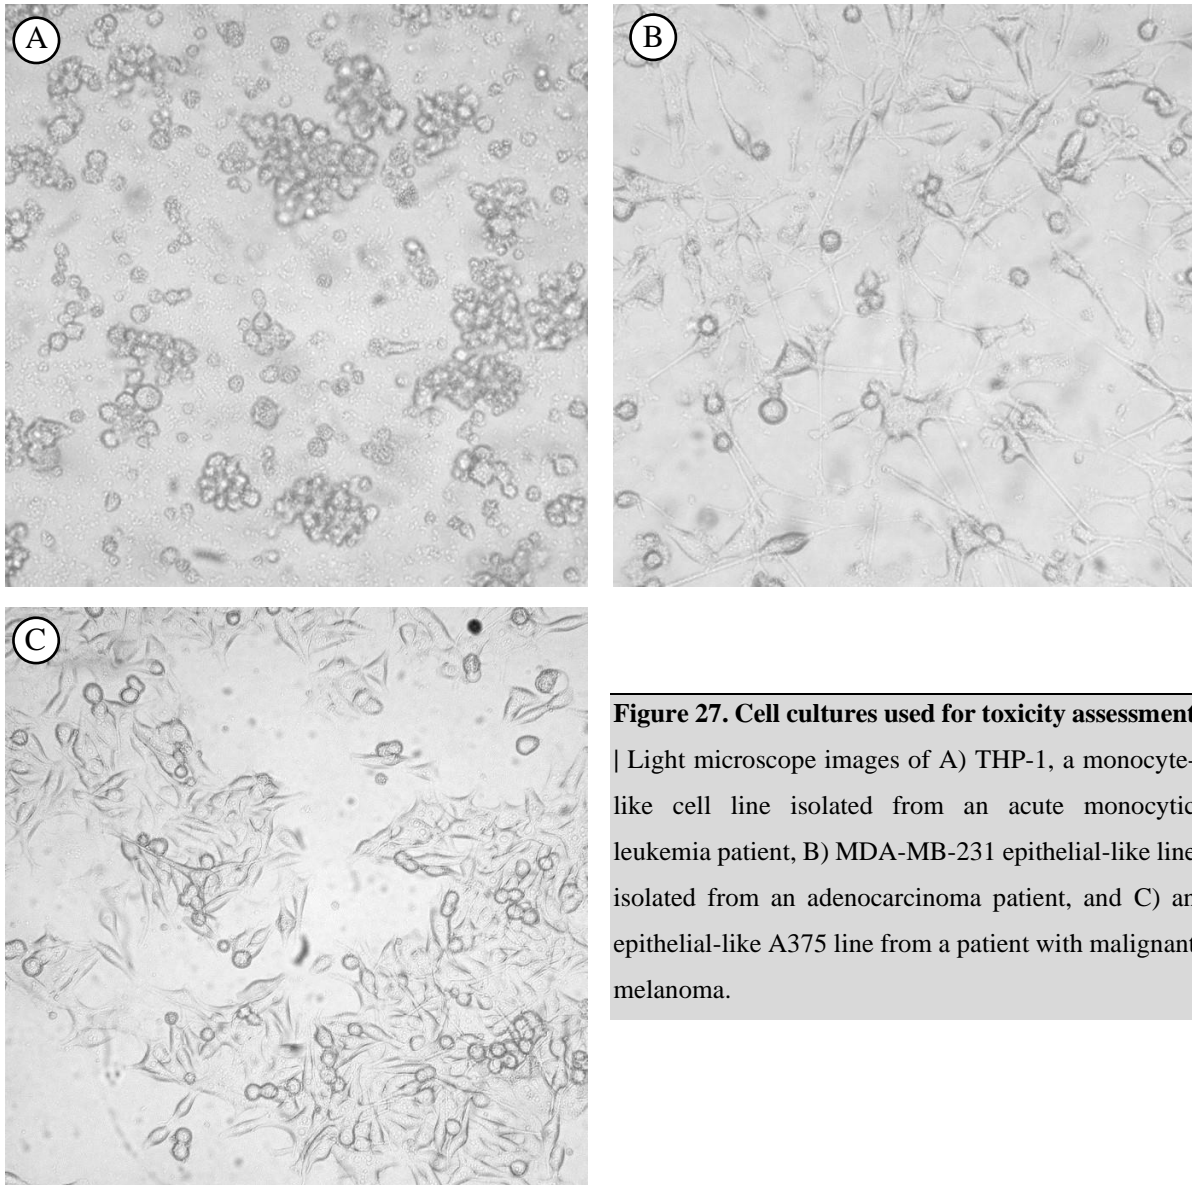 A
B
C
Figure 27. Cell cultures used for toxicity assessment
| Light microscope images of A) THP-1, a monocyte-
like cell line isolated from an acute monocytic
leukemia patient, B) MDA-MB-231 epithelial-like line
isolated from an adenocarcinoma patient, and C) an
epithelial-like A375 line from a patient with malignant
melanoma.